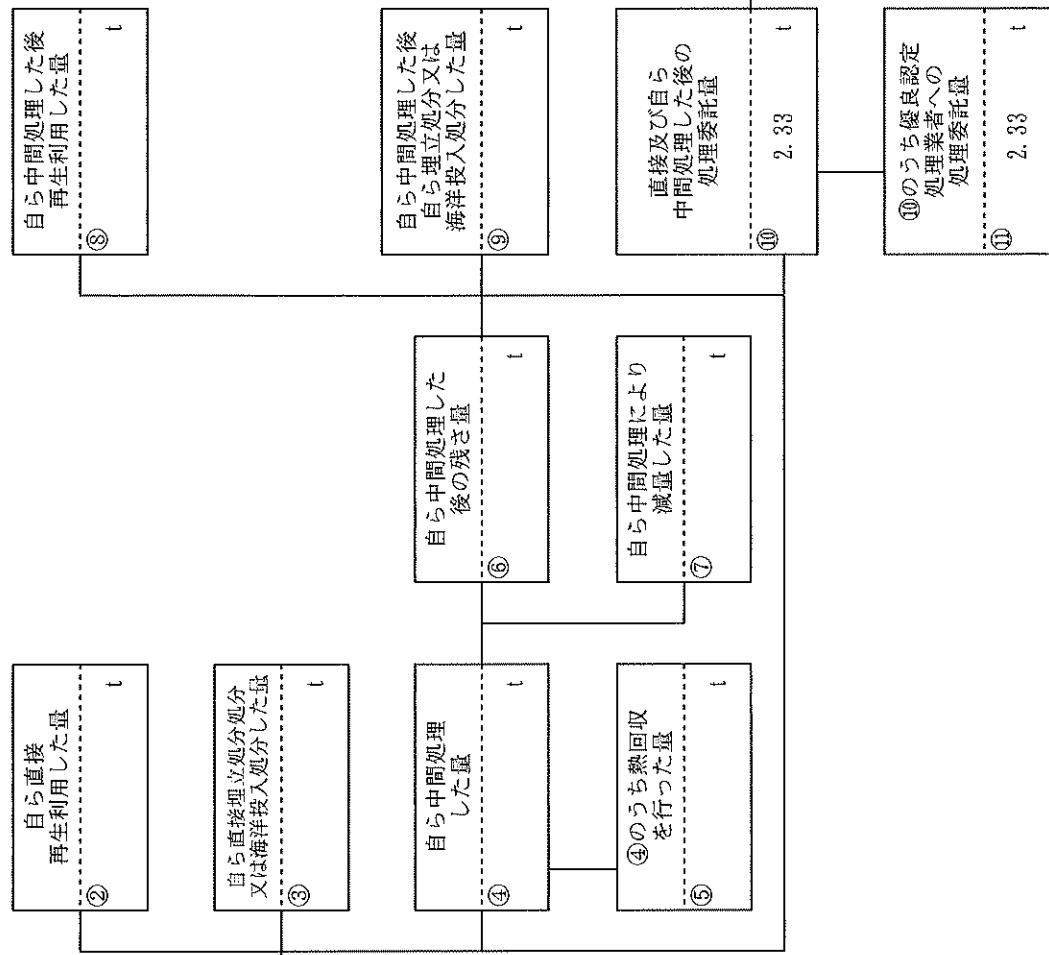 自ら直接
再生利用した量
②
t
自ら直接埋立処分処分
又は海洋投入処分した量
③
t
自ら中間処理
した量
④
t
④のうち熱回収
を行った量
⑤
t
自ら中間処理した
後の残さ量
⑥
t
自ら中間処理により
減量した量
⑦
t
自ら中間処理した後
再生利用した量
⑧
t
自ら中間処理した後
自ら埋立処分又は
海洋投入処分した量
⑨
t
直接及び自ら
中間処理した後の
処理委託量
⑩ 2.33 t
⑩のうち優良認定
処理業者への
処理委託量
⑪ 2.33 t